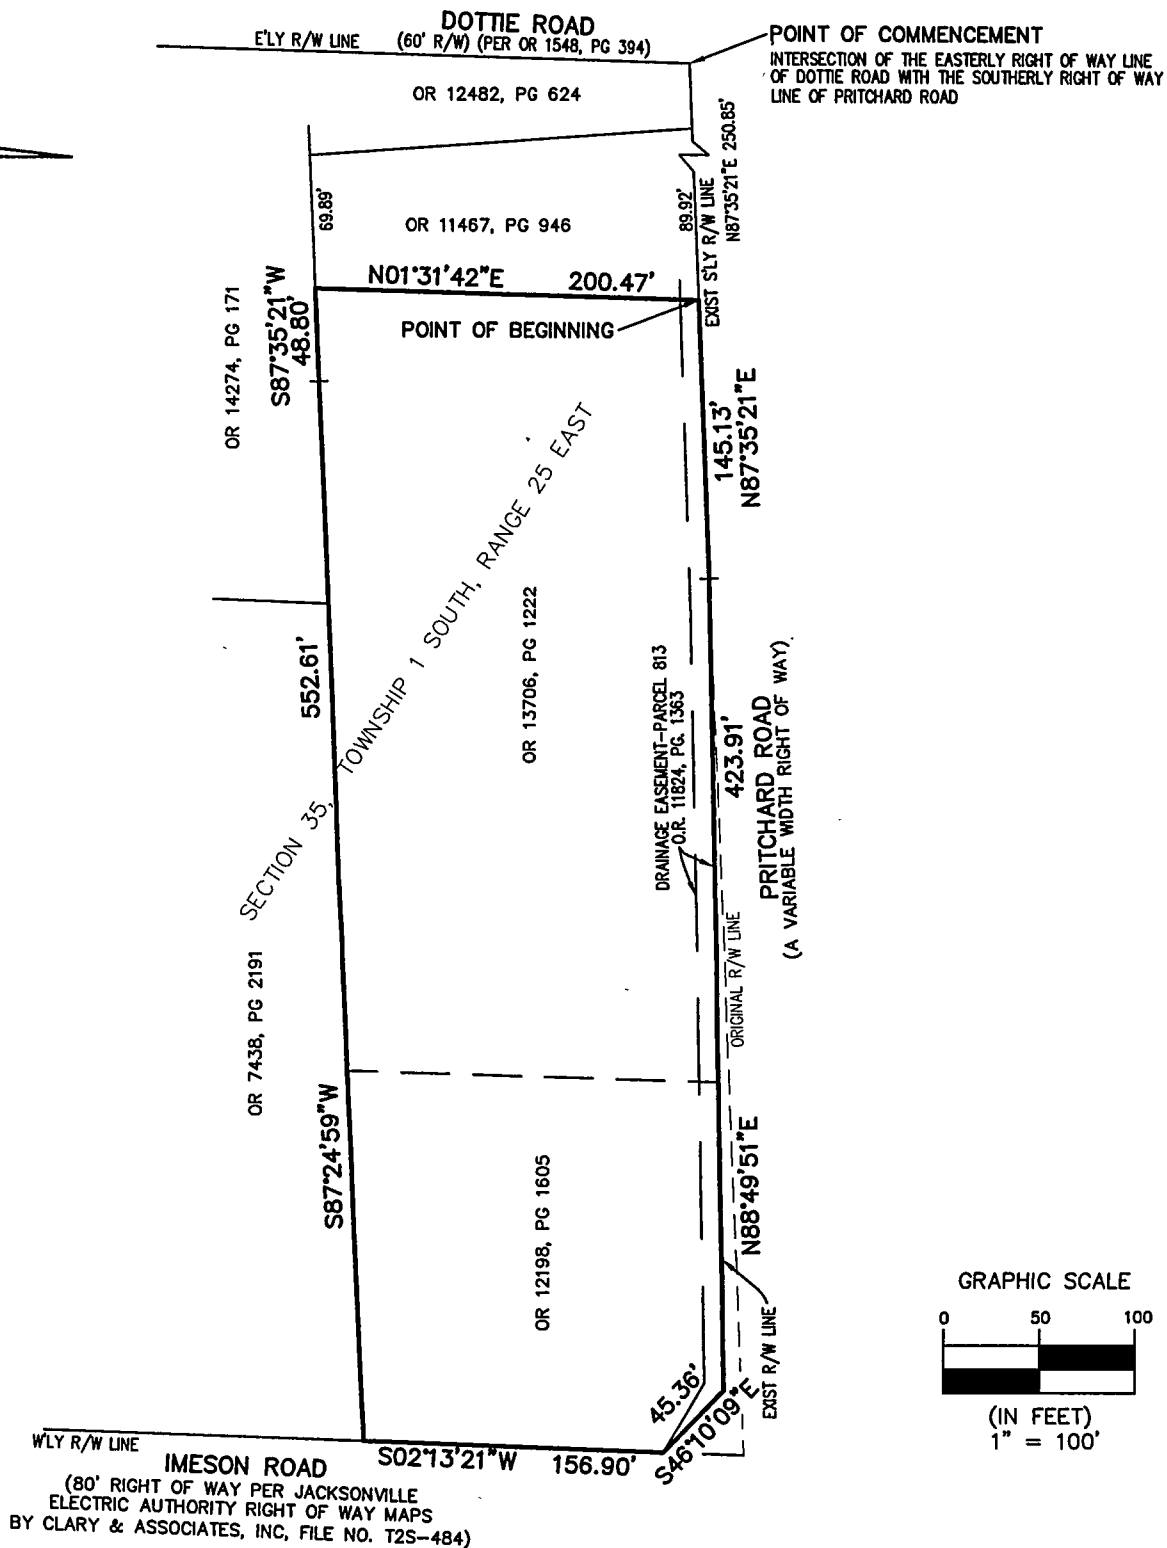 DOTTIE ROAD
E'LY R/W LINE (60' R/W) (PER OR 1548, PG 394)
POINT OF COMMENCEMENT
INTERSECTION OF THE EASTERLY RIGHT OF WAY LINE
OF DOTTIE ROAD WITH THE SOUTHERLY RIGHT OF WAY
LINE OF PRITCHARD ROAD
OR 12482, PG 624
N87°35'21"E 250.85'
69.89'
OR 11467, PG 946
89.92'
EXIST S'LY R/W LINE
N01°31'42"E 200.47'
POINT OF BEGINNING
OR 14274, PG 171
S87°35'21"W
48.80'
145.13'
N87°35'21"E
SECTION 35, TOWNSHIP 1 SOUTH, RANGE 25 EAST
552.61'
OR 13706, PG 1222
DRAINAGE EASEMENT-PARCEL 813
O.R. 11824, PG. 1363
423.91'
PRITCHARD ROAD
(A VARIABLE WIDTH RIGHT OF WAY).
ORIGINAL R/W LINE
OR 7438, PG 2191
S87°24'59"W
OR 12198, PG 1605
N88°49'51"E
EXIST R/W LINE
45.36'
S46°10'09"E
GRAPHIC SCALE
0 50 100
(IN FEET)
1" = 100'
W'LY R/W LINE
S02°13'21"W 156.90'
IMESON ROAD
(80' RIGHT OF WAY PER JACKSONVILLE
ELECTRIC AUTHORITY RIGHT OF WAY MAPS
BY CLARY & ASSOCIATES, INC, FILE NO. T2S-484)